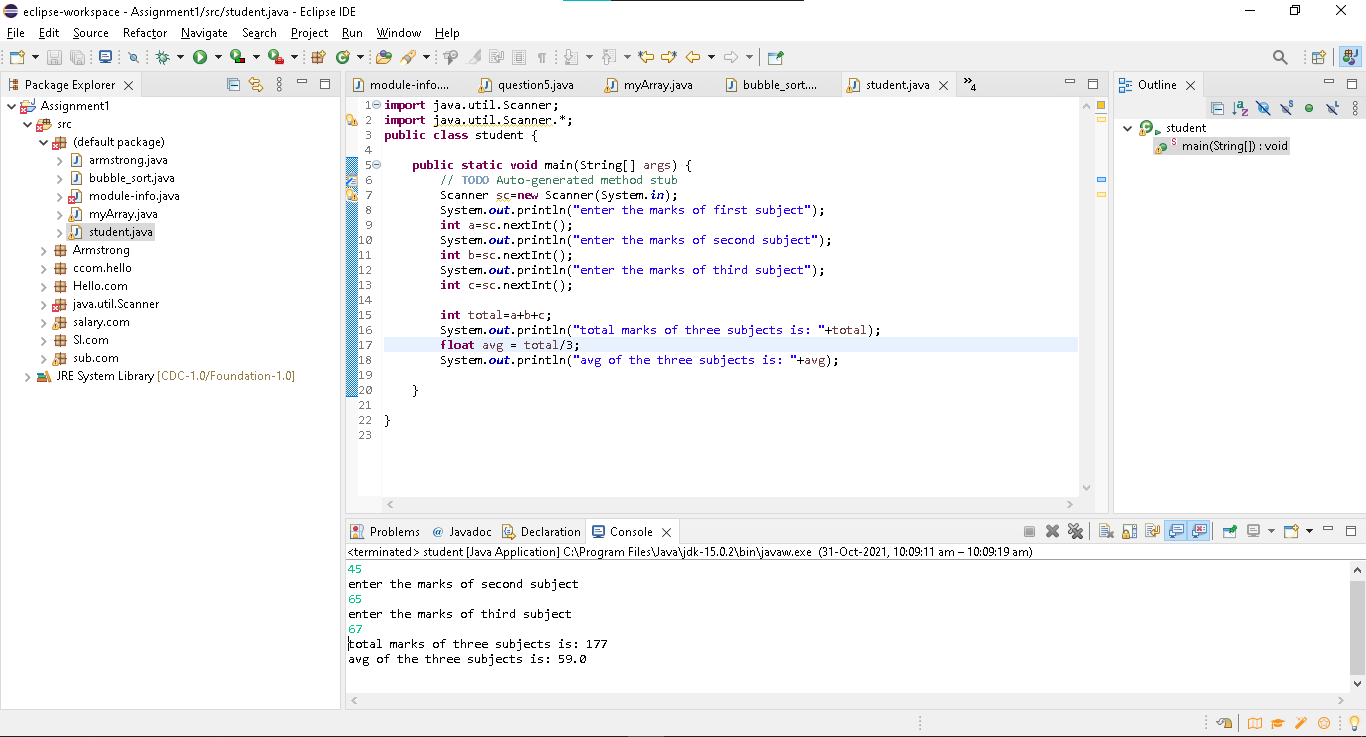 eclipse-workspace - Assignment1/src/student.java - Eclipse IDE
File Edit Source Refactor Navigate Search Project Run Window Help
Package Explorer
Assignment1
src
(default package)
armstrong.java
bubble_sort.java
module-info.java
myArray.java
student.java
Armstrong
ccom.hello
Hello.com
java.util.Scanner
salary.com
SI.com
sub.com
JRE System Library [CDC-1.0/Foundation-1.0]
module-info.... question5.java myArray.java bubble_sort.... student.java »4
1 import java.util.Scanner;
2 import java.util.Scanner.*;
3 public class student {
4
5 public static void main(String[] args) {
6 // TODO Auto-generated method stub
7 Scanner sc=new Scanner(System.in);
8 System.out.println("enter the marks of first subject");
9 int a=sc.nextInt();
10 System.out.println("enter the marks of second subject");
11 int b=sc.nextInt();
12 System.out.println("enter the marks of third subject");
13 int c=sc.nextInt();
14
15 int total=a+b+c;
16 System.out.println("total marks of three subjects is: "+total);
17 float avg = total/3;
18 System.out.println("avg of the three subjects is: "+avg);
19
20 }
21
22 }
23
Outline
student
main(String[]) : void
Problems @ Javadoc Declaration Console
<terminated> student [Java Application] C:\Program Files\Java\jdk-15.0.2\bin\javaw.exe (31-Oct-2021, 10:09:11 am – 10:09:19 am)
45
enter the marks of second subject
65
enter the marks of third subject
67
total marks of three subjects is: 177
avg of the three subjects is: 59.0